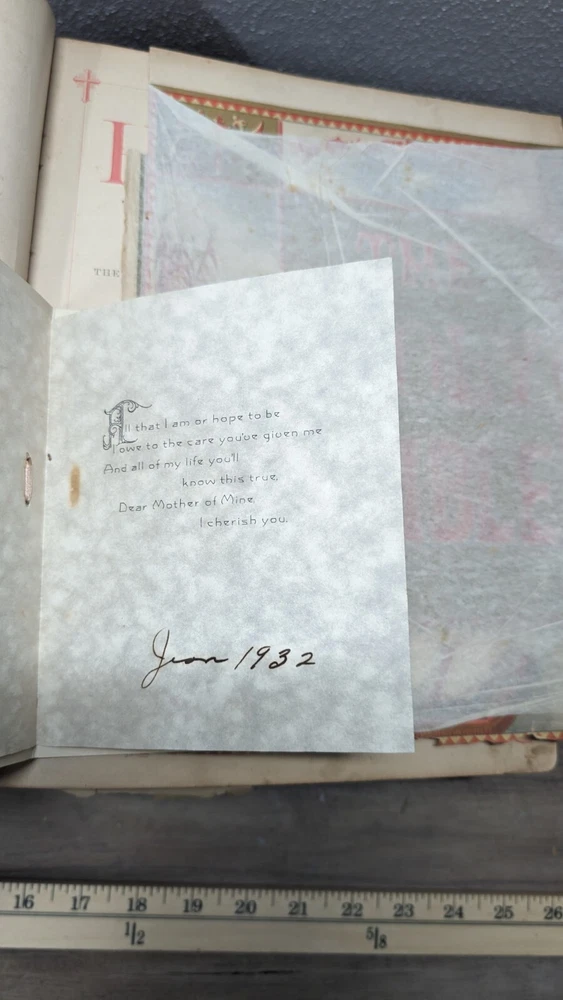 THE
All that I am or hope to be
I owe to the care you've given me
And all of my life you'll
know this true,
Dear Mother of Mine,
I cherish you.
Jean 1932
16 17 18 19 20 21 22 23 24 25 26
1/2 5/8